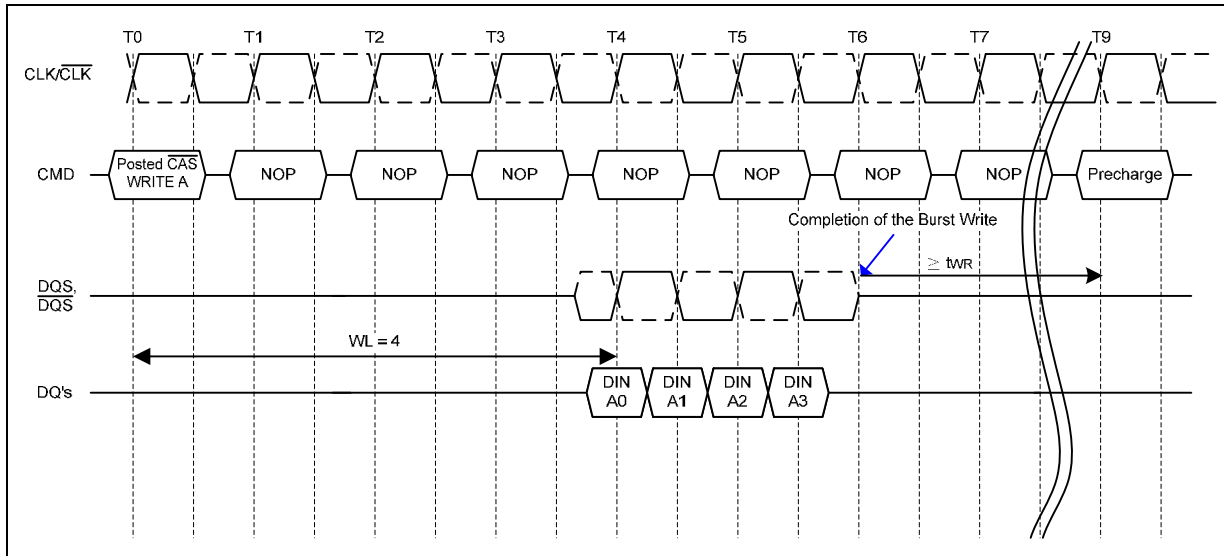 T0 T1 T2 T3 T4 T5 T6 T7 T9
CLK/CLK
CMD
Posted CAS
WRITE A
NOP NOP NOP NOP NOP NOP NOP
Precharge
Completion of the Burst Write
≥ tWR
DQS,
DQS
WL = 4
DQ's
DIN
A0
DIN
A1
DIN
A2
DIN
A3